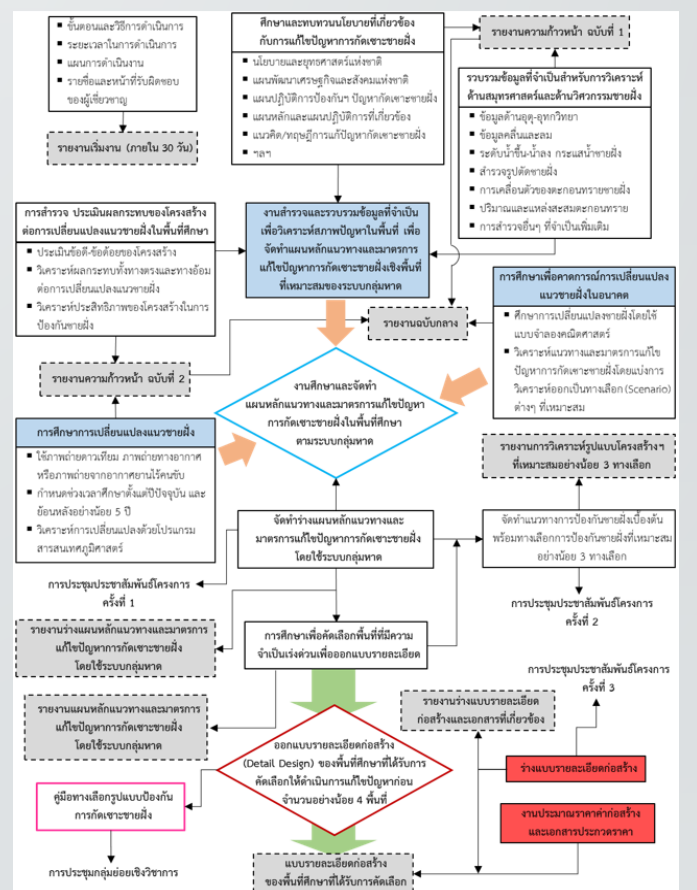 ▪ ขั้นตอนและวิธีการดำเนินการ
▪ ระยะเวลาในการดำเนินการ
▪ แผนการดำเนินงาน
▪ รายชื่อและหน้าที่รับผิดชอบ
ของผู้เชี่ยวชาญ
รายงานเริ่มงาน (ภายใน 30 วัน)
ศึกษาและทบทวนนโยบายที่เกี่ยวข้อง
กับการแก้ไขปัญหาการกัดเซาะชายฝั่ง
▪ นโยบายและยุทธศาสตร์แห่งชาติ
▪ แผนพัฒนาเศรษฐกิจและสังคมแห่งชาติ
▪ แผนปฏิบัติการป้องกันฯ ปัญหากัดเซาะชายฝั่ง
▪ แผนหลักและแผนปฏิบัติการที่เกี่ยวข้อง
▪ แนวคิด/ทฤษฎีการแก้ปัญหากัดเซาะชายฝั่ง
▪ ฯลฯ
รายงานความก้าวหน้า ฉบับที่ 1
รวบรวมข้อมูลที่จำเป็นสำหรับการวิเคราะห์
ด้านสมุทรศาสตร์และด้านวิศวกรรมชายฝั่ง
▪ ข้อมูลด้านอุตุ-อุทกวิทยา
▪ ข้อมูลคลื่นและลม
▪ ระดับน้ำขึ้น-น้ำลง กระแสน้ำชายฝั่ง
▪ สำรวจรูปตัดชายฝั่ง
▪ การเคลื่อนตัวของตะกอนทรายชายฝั่ง
▪ ปริมาณและแหล่งสะสมตะกอนทราย
▪ การสำรวจอื่นๆ ที่จำเป็นเพิ่มเติม
การสำรวจ ประเมินผลกระทบของโครงสร้าง
ต่อการเปลี่ยนแปลงแนวชายฝั่งในพื้นที่ศึกษา
▪ ประเมินข้อดี-ข้อด้อยของโครงสร้าง
▪ วิเคราะห์ผลกระทบทั้งทางตรงและทางอ้อม
ต่อการเปลี่ยนแปลงแนวชายฝั่ง
▪ วิเคราะห์ประสิทธิภาพของโครงสร้างในการ
ป้องกันชายฝั่ง
งานสำรวจและรวบรวมข้อมูลที่จำเป็น
เพื่อวิเคราะห์สภาพปัญหาในพื้นที่ เพื่อ
จัดทำแผนหลักแนวทางและมาตรการ
แก้ไขปัญหาการกัดเซาะชายฝั่งเชิงพื้นที่
ที่เหมาะสมของระบบกลุ่มหาด
การศึกษาเพื่อคาดการณ์การเปลี่ยนแปลง
แนวชายฝั่งในอนาคต
▪ ศึกษาการเปลี่ยนแปลงชายฝั่งโดยใช้
แบบจำลองคณิตศาสตร์
▪ วิเคราะห์แนวทางและมาตรการแก้ไข
ปัญหาการกัดเซาะชายฝั่งโดยแบ่งการ
วิเคราะห์ออกเป็นทางเลือก (Scenario)
ต่างๆ ที่เหมาะสม
รายงานฉบับกลาง
รายงานความก้าวหน้า ฉบับที่ 2
งานศึกษาและจัดทำ
แผนหลักแนวทางและมาตรการแก้ไขปัญหา
การกัดเซาะชายฝั่งในพื้นที่ศึกษา
ตามระบบกลุ่มหาด
การศึกษาการเปลี่ยนแปลงแนวชายฝั่ง
▪ ใช้ภาพถ่ายดาวเทียม ภาพถ่ายทางอากาศ
หรือภาพถ่ายจากอากาศยานไร้คนขับ
▪ กำหนดช่วงเวลาศึกษาตั้งแต่ปีปัจจุบัน และ
ย้อนหลังอย่างน้อย 5 ปี
▪ วิเคราะห์การเปลี่ยนแปลงด้วยโปรแกรม
สารสนเทศภูมิศาสตร์
รายงานการวิเคราะห์รูปแบบโครงสร้างฯ
ที่เหมาะสมอย่างน้อย 3 ทางเลือก
จัดทำร่างแผนหลักแนวทางและ
มาตรการแก้ไขปัญหาการกัดเซาะชายฝั่ง
โดยใช้ระบบกลุ่มหาด
จัดทำแนวทางการป้องกันชายฝั่งเบื้องต้น
พร้อมทางเลือกการป้องกันชายฝั่งที่เหมาะสม
อย่างน้อย 3 ทางเลือก
การประชุมประชาสัมพันธ์โครงการ
ครั้งที่ 1
การประชุมประชาสัมพันธ์โครงการ
ครั้งที่ 2
รายงานร่างแผนหลักแนวทางและมาตรการ
แก้ไขปัญหาการกัดเซาะชายฝั่ง
โดยใช้ระบบกลุ่มหาด
การศึกษาเพื่อคัดเลือกพื้นที่ที่มีความ
จำเป็นเร่งด่วนเพื่อออกแบบรายละเอียด
การประชุมประชาสัมพันธ์โครงการ
ครั้งที่ 3
รายงานแผนหลักแนวทางและมาตรการ
แก้ไขปัญหาการกัดเซาะชายฝั่ง
โดยใช้ระบบกลุ่มหาด
รายงานร่างแบบรายละเอียด
ก่อสร้างและเอกสารที่เกี่ยวข้อง
ออกแบบรายละเอียดก่อสร้าง
(Detail Design) ของพื้นที่ศึกษาที่ได้รับการ
คัดเลือกให้ดำเนินการแก้ไขปัญหาก่อน
จำนวนอย่างน้อย 4 พื้นที่
ร่างแบบรายละเอียดก่อสร้าง
คู่มือทางเลือกรูปแบบป้องกัน
การกัดเซาะชายฝั่ง
งานประมาณราคาค่าก่อสร้าง
และเอกสารประกวดราคา
การประชุมกลุ่มย่อยเชิงวิชาการ
แบบรายละเอียดก่อสร้าง
ของพื้นที่ศึกษาที่ได้รับการคัดเลือก